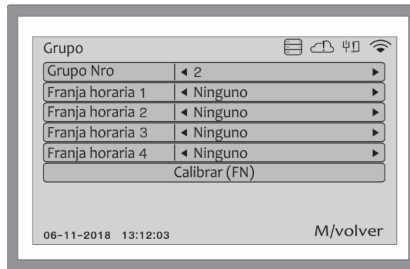 Grupo
Grupo Nro 2
Franja horaria 1 Ninguno
Franja horaria 2 Ninguno
Franja horaria 3 Ninguno
Franja horaria 4 Ninguno
Calibrar (FN)
06-11-2018 13:12:03 M/volver